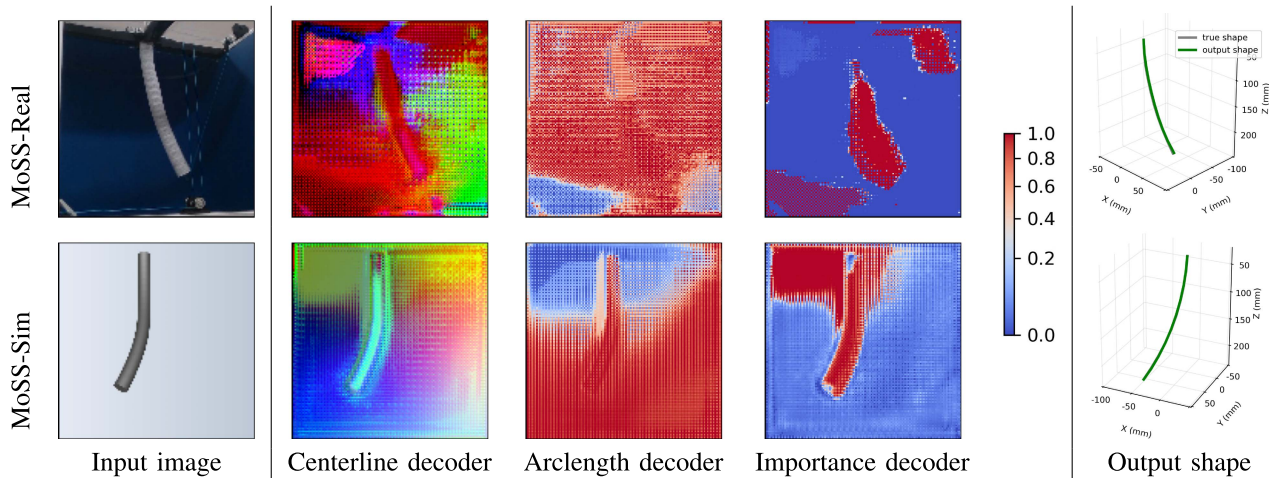 MoSS-Real
true shape
output shape
50
100
150
200
Z (mm)
-50
0
50
X (mm)
-100
-50
0
Y (mm)
1.0
0.8
0.6
0.4
0.2
0.0
MoSS-Sim
50
100
150
200
Z (mm)
-100
-50
0
X (mm)
-50
0
50
Y (mm)
Input image
Centerline decoder
Arclength decoder
Importance decoder
Output shape